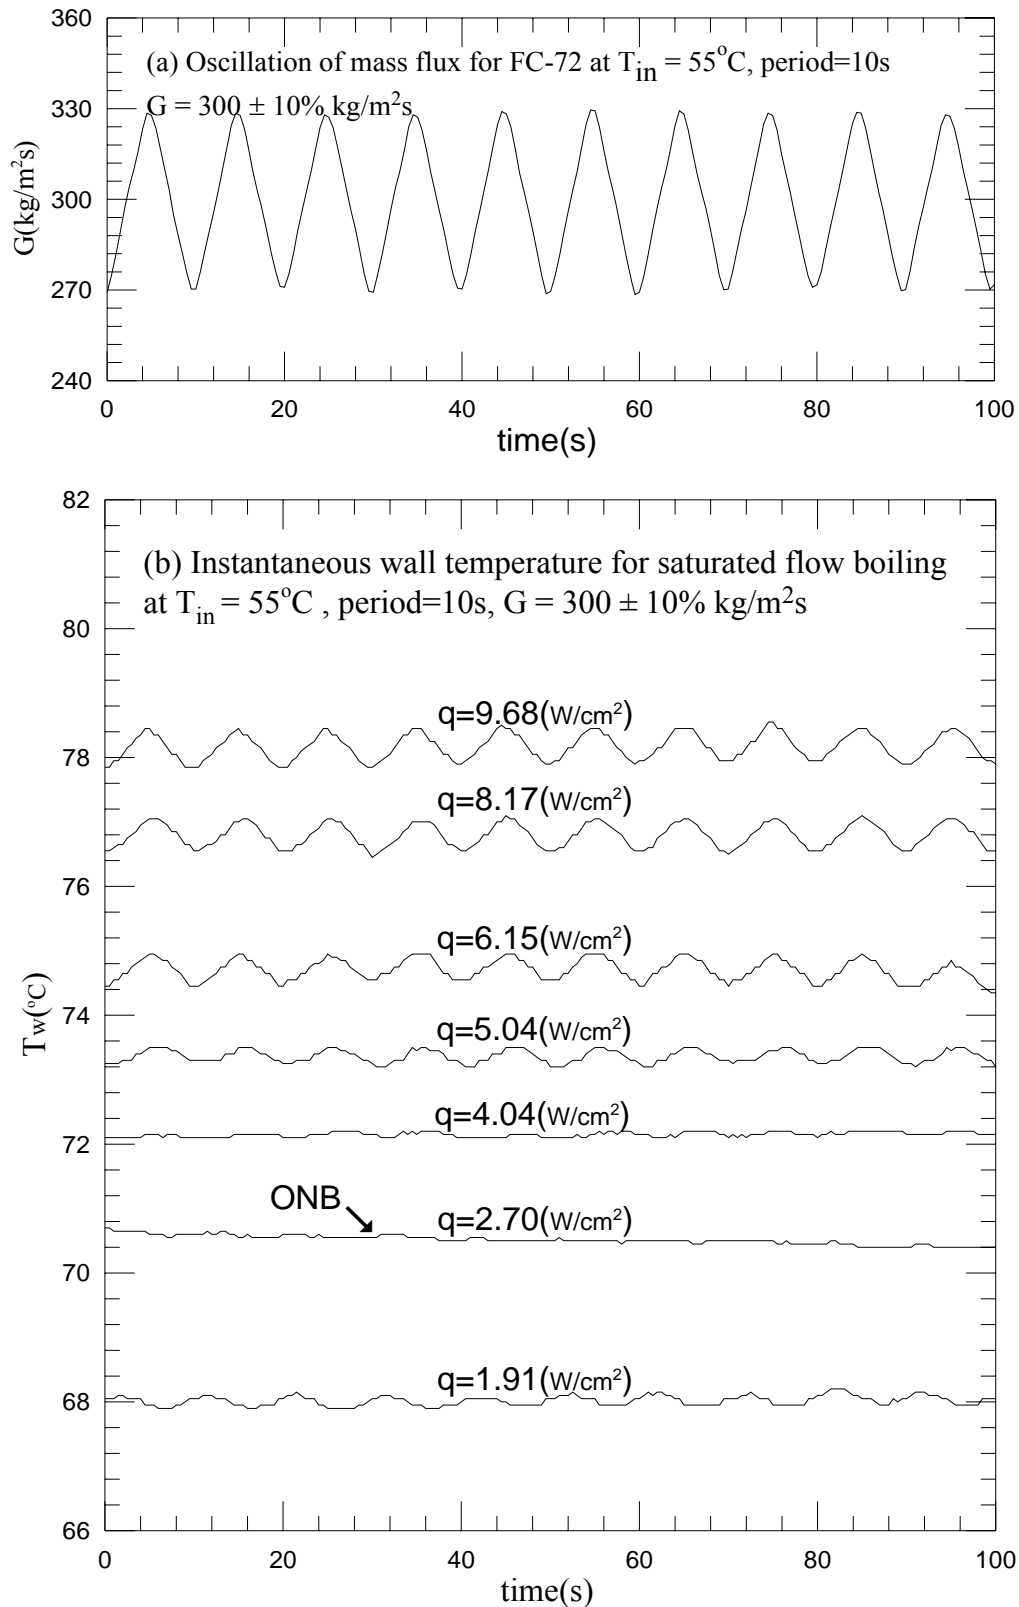 360
330
300
270
240
G(kg/m²s)
(a) Oscillation of mass flux for FC-72 at Tin = 55°C, period=10s
G = 300 ± 10% kg/m²s
0 20 40 60 80 100
time(s)
82
80
78
76
74
72
70
68
66
Tw(°C)
(b) Instantaneous wall temperature for saturated flow boiling
at Tin = 55°C , period=10s, G = 300 ± 10% kg/m²s
q=9.68(W/cm²)
q=8.17(W/cm²)
q=6.15(W/cm²)
q=5.04(W/cm²)
q=4.04(W/cm²)
ONB
q=2.70(W/cm²)
q=1.91(W/cm²)
0 20 40 60 80 100
time(s)